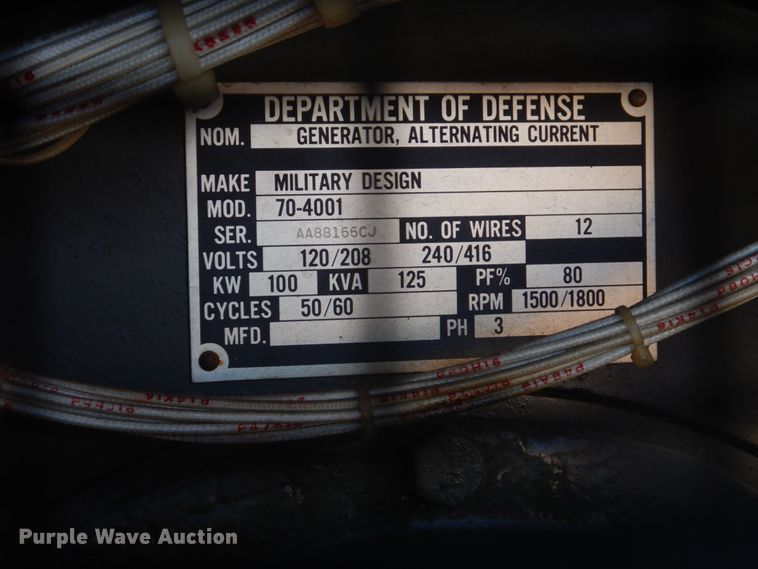 DEPARTMENT OF DEFENSE
NOM. GENERATOR, ALTERNATING CURRENT
MAKE MILITARY DESIGN
MOD. 70-4001
SER. AA88166CJ NO. OF WIRES 12
VOLTS 120/208 240/416
KW 100 KVA 125 PF% 80
CYCLES 50/60 RPM 1500/1800
MFD. PH 3
Purple Wave Auction